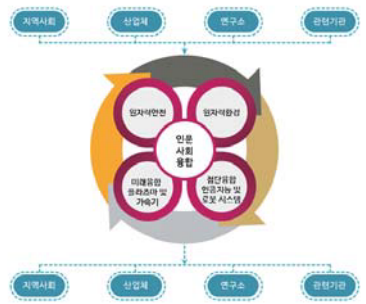 지역사회
산업체
연구소
관련기관
원자력안전
원자력환경
인문
사회
융합
미래융합
플라즈마 및
가속기
첨단융합
인공지능 및
로봇 시스템
지역사회
산업체
연구소
관련기관